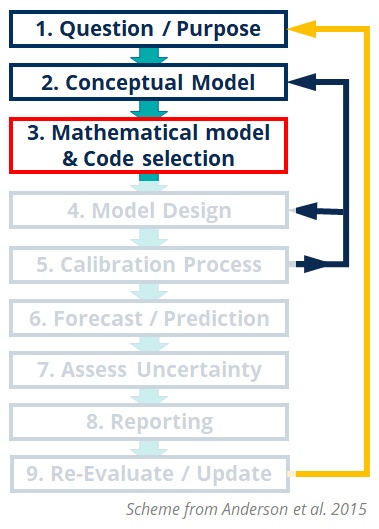 1. Question / Purpose
2. Conceptual Model
3. Mathematical model
& Code selection
4. Model Design
5. Calibration Process
6. Forecast / Prediction
7. Assess Uncertainty
8. Reporting
9. Re-Evaluate / Update
Scheme from Anderson et al. 2015